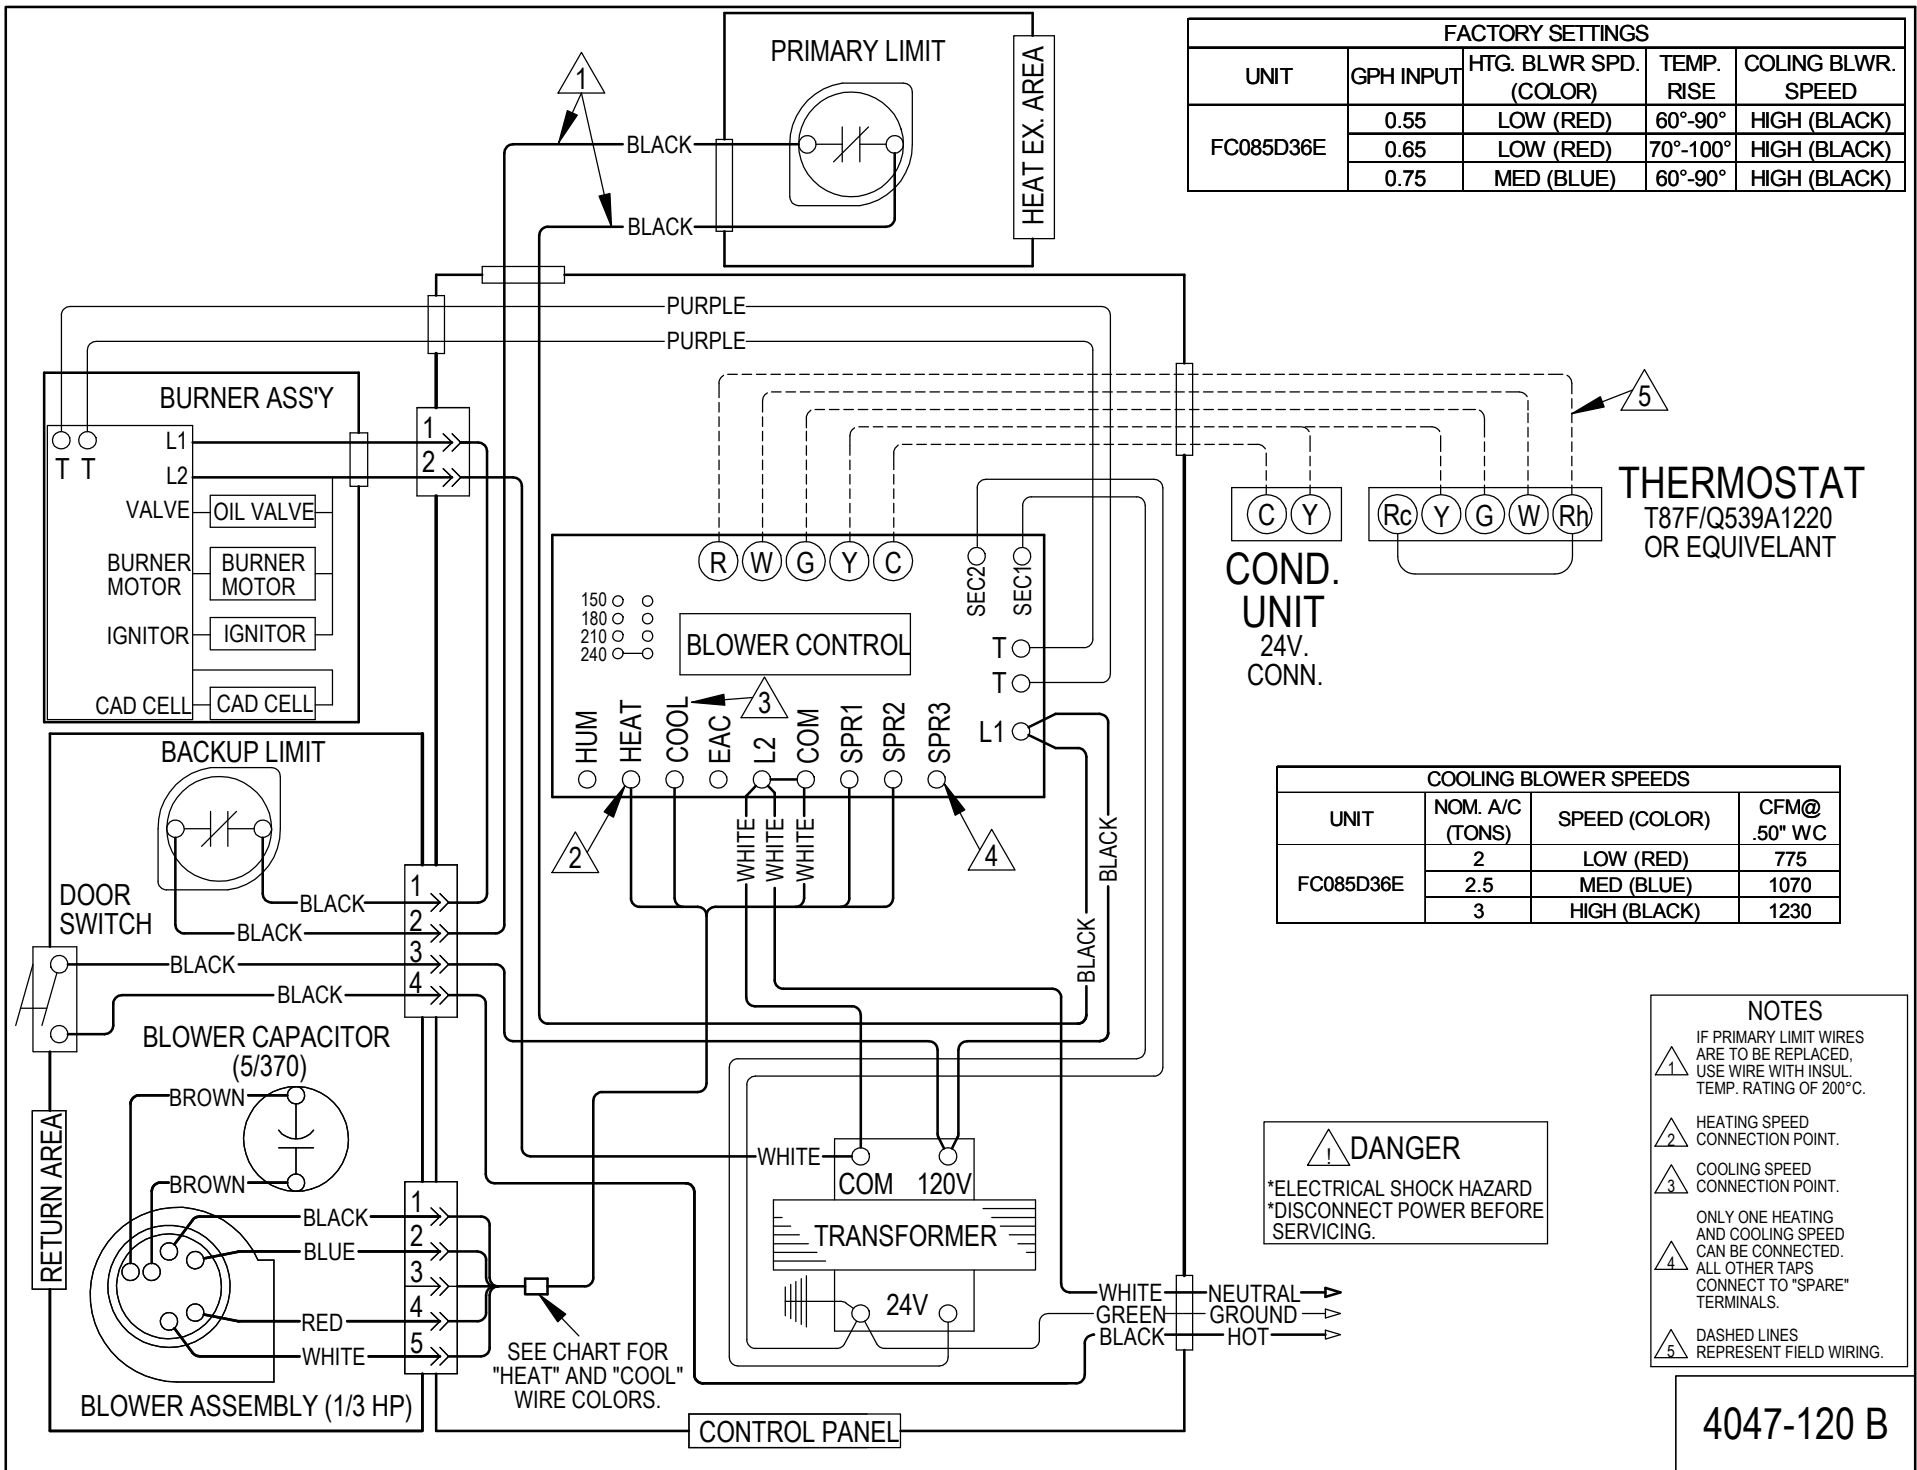 PRIMARY LIMIT
HEAT EX. AREA
1
BLACK
BLACK
FACTORY SETTINGS
UNIT GPH INPUT HTG. BLWR SPD. (COLOR) TEMP. RISE COLING BLWR. SPEED
FC085D36E
0.55 LOW (RED) 60°-90° HIGH (BLACK)
0.65 LOW (RED) 70°-100° HIGH (BLACK)
0.75 MED (BLUE) 60°-90° HIGH (BLACK)
PURPLE
PURPLE
BURNER ASS'Y
T T
L1
L2
VALVE OIL VALVE
BURNER MOTOR
BURNER MOTOR
IGNITOR IGNITOR
CAD CELL CAD CELL
1
2
5
R W G Y C
SEC2 SEC1
150
180
210
240
BLOWER CONTROL
T
T
L1
3
HUM HEAT COOL EAC L2 COM SPR1 SPR2 SPR3
2
4
WHITE WHITE WHITE
BLACK
BLACK
C Y
COND.
UNIT
24V.
CONN.
Rc Y G W Rh
THERMOSTAT
T87F/Q539A1220
OR EQUIVELANT
BACKUP LIMIT
DOOR
SWITCH
BLACK
BLACK
BLACK
BLACK
1
2
3
4
BLOWER CAPACITOR
(5/370)
BROWN
BROWN
RETURN AREA
BLACK
BLUE
RED
WHITE
1
2
3
4
5
BLOWER ASSEMBLY (1/3 HP)
SEE CHART FOR
"HEAT" AND "COOL"
WIRE COLORS.
WHITE
COM 120V
TRANSFORMER
24V
WHITE NEUTRAL
GREEN GROUND
BLACK HOT
CONTROL PANEL
COOLING BLOWER SPEEDS
UNIT NOM. A/C (TONS) SPEED (COLOR) CFM@ .50" WC
FC085D36E
2 LOW (RED) 775
2.5 MED (BLUE) 1070
3 HIGH (BLACK) 1230
! DANGER
*ELECTRICAL SHOCK HAZARD
*DISCONNECT POWER BEFORE
SERVICING.
NOTES
1 IF PRIMARY LIMIT WIRES
ARE TO BE REPLACED,
USE WIRE WITH INSUL.
TEMP. RATING OF 200°C.
2 HEATING SPEED
CONNECTION POINT.
3 COOLING SPEED
CONNECTION POINT.
4 ONLY ONE HEATING
AND COOLING SPEED
CAN BE CONNECTED.
ALL OTHER TAPS
CONNECT TO "SPARE"
TERMINALS.
5 DASHED LINES
REPRESENT FIELD WIRING.
4047-120 B